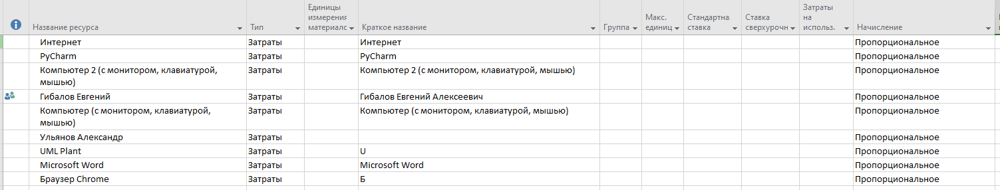 Название ресурса Тип Единицы измерения материалс Краткое название Группа Макс. единиц Стандартна ставка Ставка сверхурочн Затраты на использ. Начисление
Интернет Затраты Интернет Пропорциональное
PyCharm Затраты PyCharm Пропорциональное
Компьютер 2 (с монитором, клавиатурой, Затраты Компьютер 2 (с монитором, клавиатурой, мышью) Пропорциональное
мышью)
Гибалов Евгений Затраты Гибалов Евгений Алексеевич Пропорциональное
Компьютер (с монитором, клавиатурой, Затраты Компьютер (с монитором, клавиатурой, мышью) Пропорциональное
мышью)
Ульянов Александр Затраты Пропорциональное
UML Plant Затраты U Пропорциональное
Microsoft Word Затраты Microsoft Word Пропорциональное
Браузер Chrome Затраты Б Пропорциональное